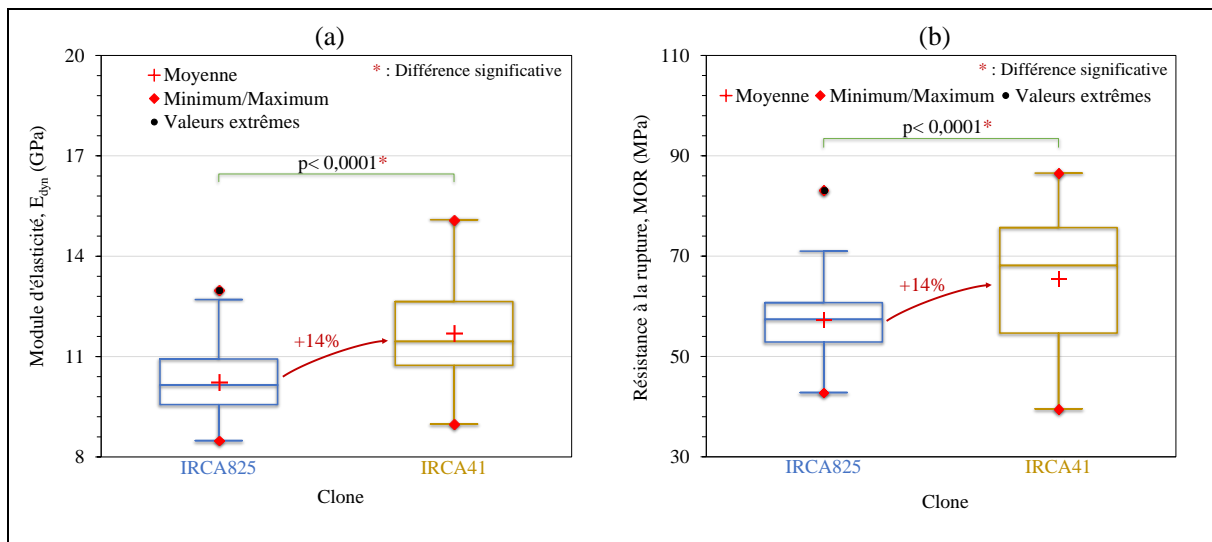 (a)
20
17
14
11
8
Module d'élasticité, Edyn (GPa)
* : Différence significative
Moyenne
Minimum/Maximum
Valeurs extrêmes
p< 0,0001*
+14%
IRCA825
IRCA41
Clone
(b)
110
90
70
50
30
Résistance à la rupture, MOR (MPa)
* : Différence significative
Moyenne Minimum/Maximum Valeurs extrêmes
p< 0,0001*
+14%
IRCA825
IRCA41
Clone